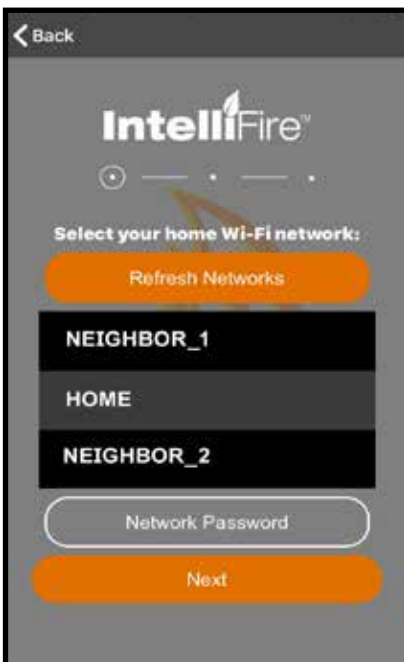 Back
IntelliFire™
Select your home Wi-Fi network:
Refresh Networks
NEIGHBOR_1
HOME
NEIGHBOR_2
Network Password
Next